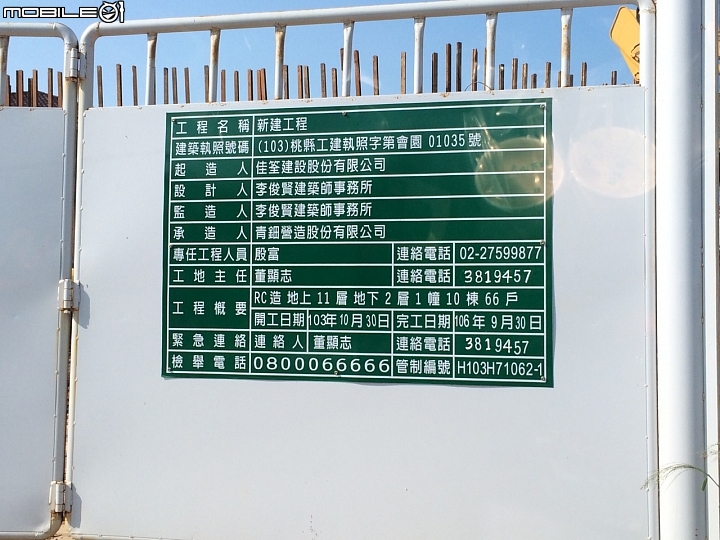 MOBILE01
工程名稱 新建工程
建築執照號碼 (103)桃縣工建執照字第會園 01035號
起造人 佳筌建設股份有限公司
設計人 李俊賢建築師事務所
監造人 李俊賢建築師事務所
承造人 青鈿營造股份有限公司
專任工程人員 殷富 連絡電話 02-27599877
工地主任 董顯志 連絡電話 3819457
工程概要 RC造 地上 11 層 地下 2 層 1 幢 10 棟 66 戶
開工日期 103年10月30日 完工日期 106年 9月30日
緊急連絡 連絡人 董顯志 連絡電話 3819457
檢舉電話 0800066666 管制編號 H103H71062-1